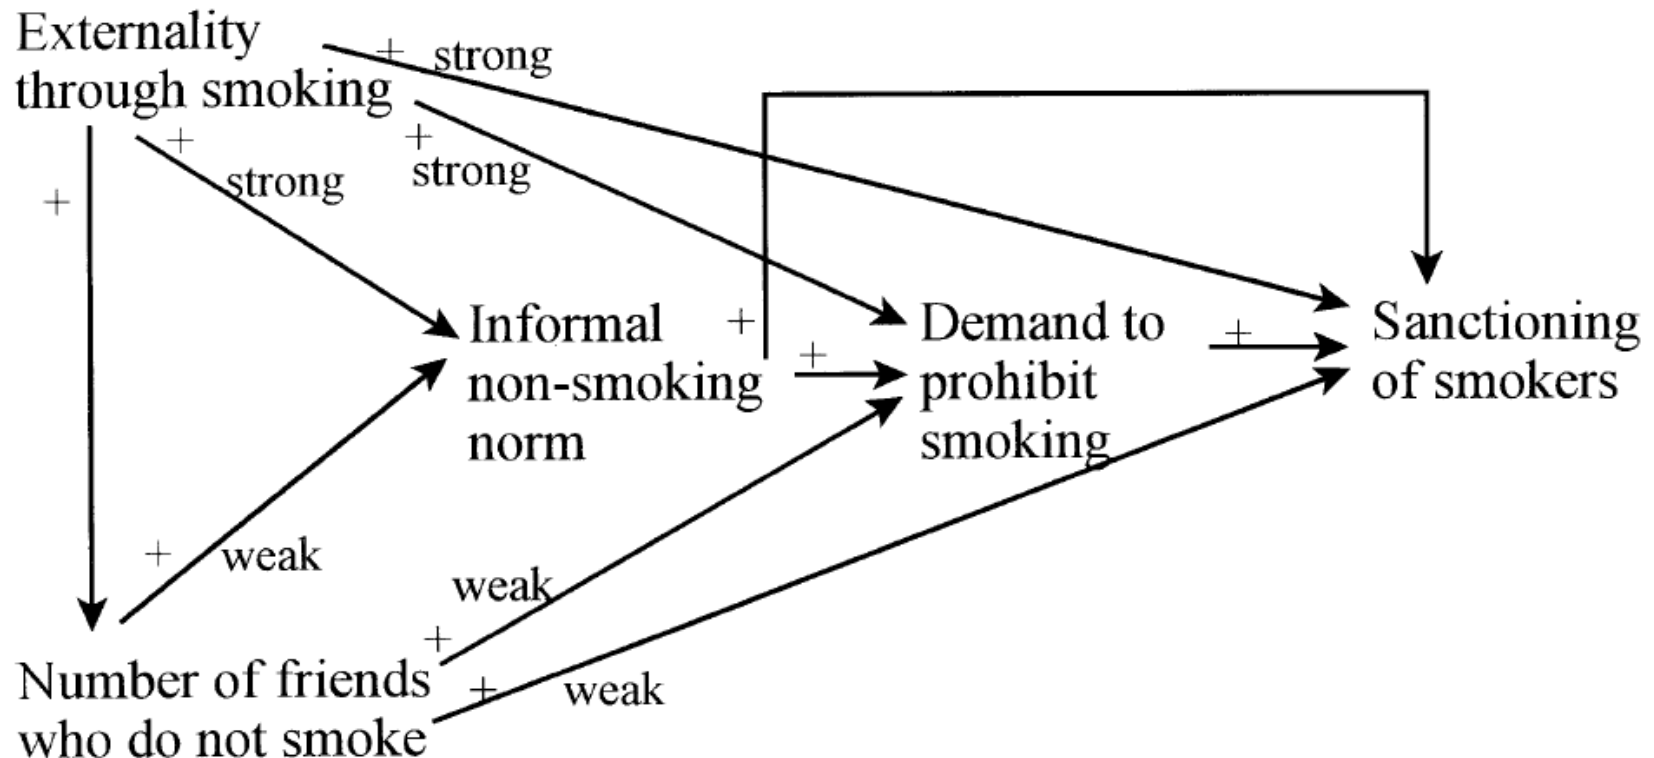 Externality
through smoking
+ strong
+
strong
+
strong
+
Informal
non-smoking
norm
+
+
Demand to
prohibit
smoking
+
Sanctioning
of smokers
+ weak
weak
+
+ weak
Number of friends
who do not smoke